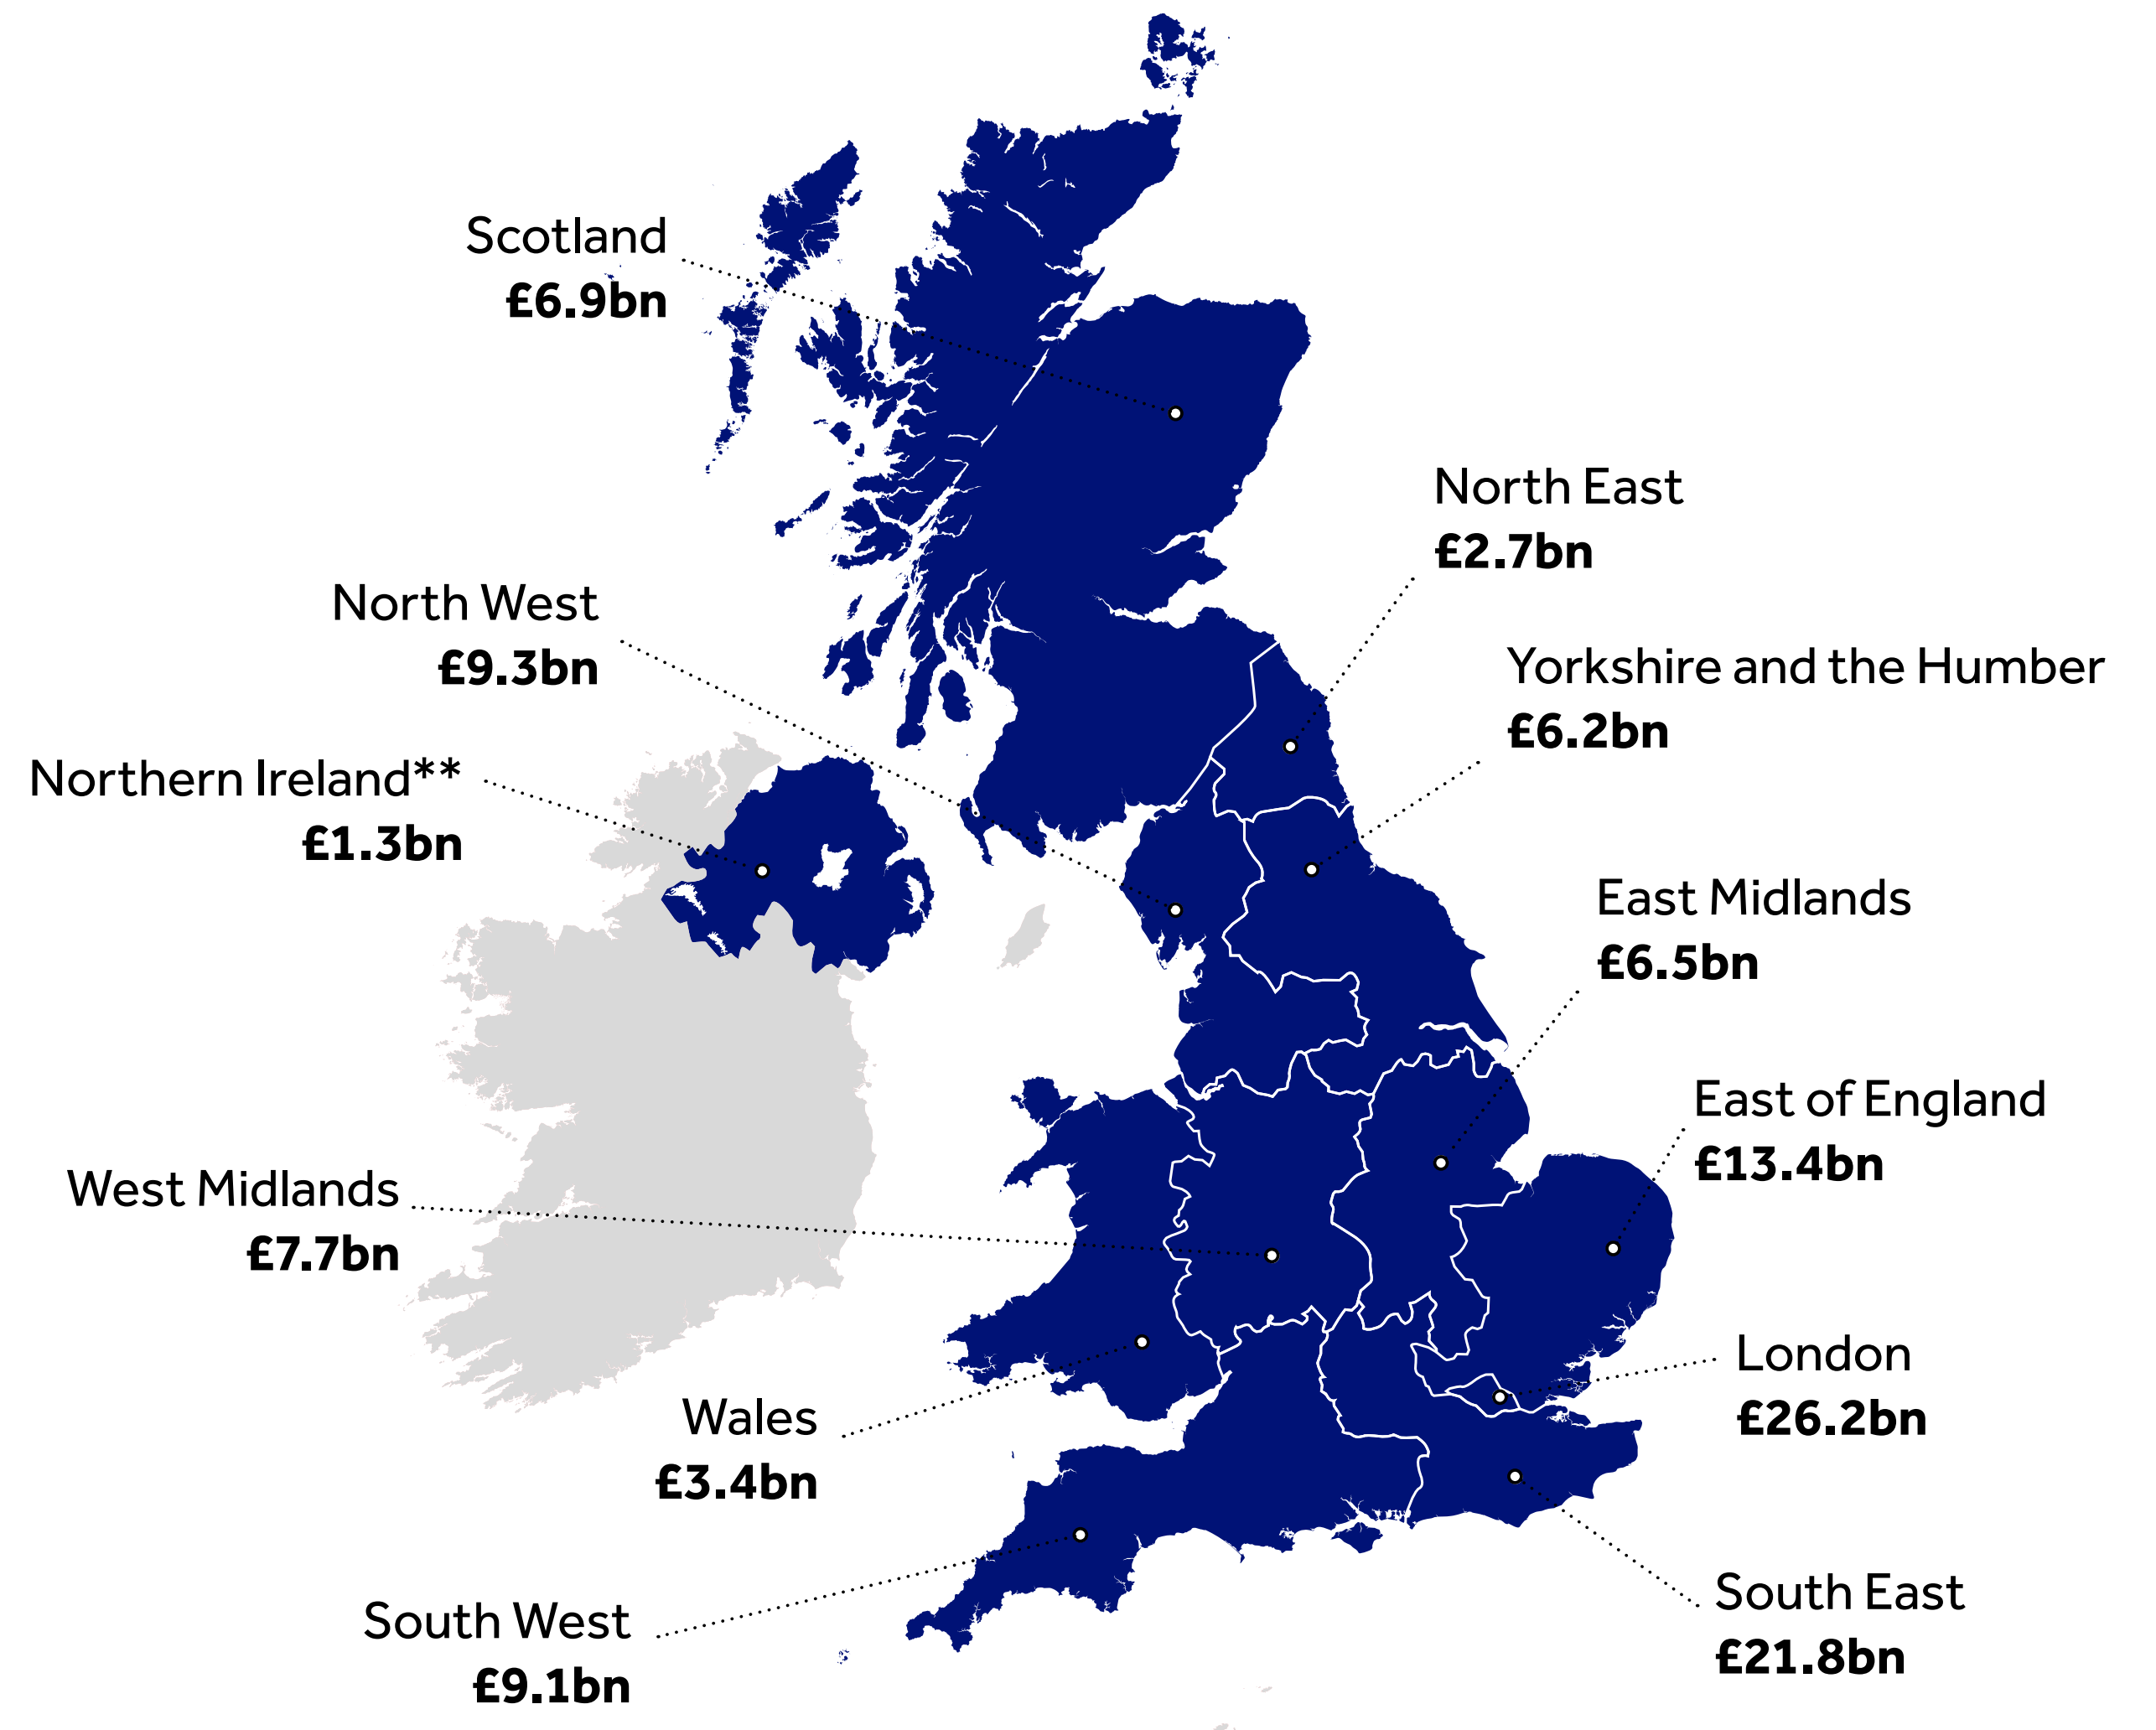 Scotland
£6.9bn
North East
£2.7bn
North West
£9.3bn
Yorkshire and the Humber
£6.2bn
Northern Ireland**
£1.3bn
East Midlands
£6.5bn
East of England
£13.4bn
West Midlands
£7.7bn
London
£26.2bn
Wales
£3.4bn
South East
£21.8bn
South West
£9.1bn